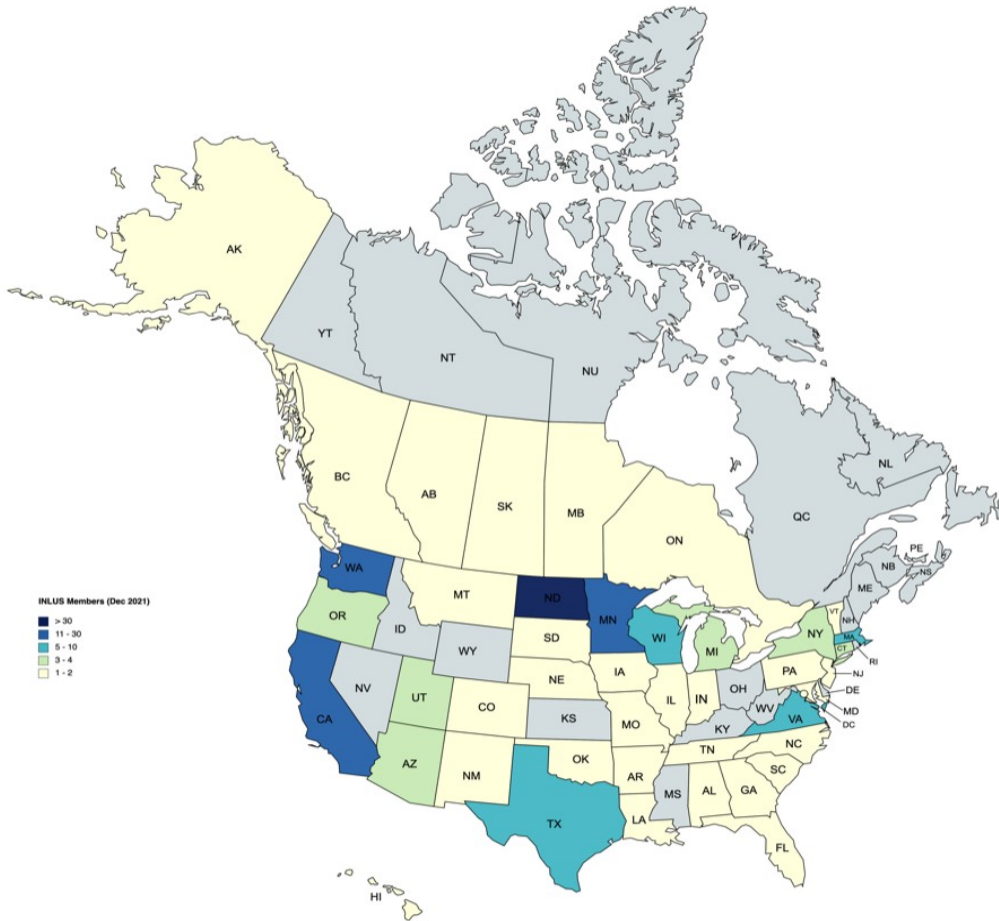 AK
YT
NT
NU
BC
AB
SK
MB
ON
QC
NL
PE
NB
NS
ME
WA
MT
ND
MN
VT
NH
OR
ID
SD
WI
MI
NY
MA
CT
RI
WY
NE
IA
PA
NJ
NV
UT
CO
KS
MO
IL
IN
OH
WV
DE
MD
DC
CA
KY
VA
AZ
NM
OK
AR
TN
NC
SC
MS
AL
GA
LA
TX
FL
HI
INLUS Members (Dec 2021)
> 30
11 - 30
5 - 10
3 - 4
1 - 2